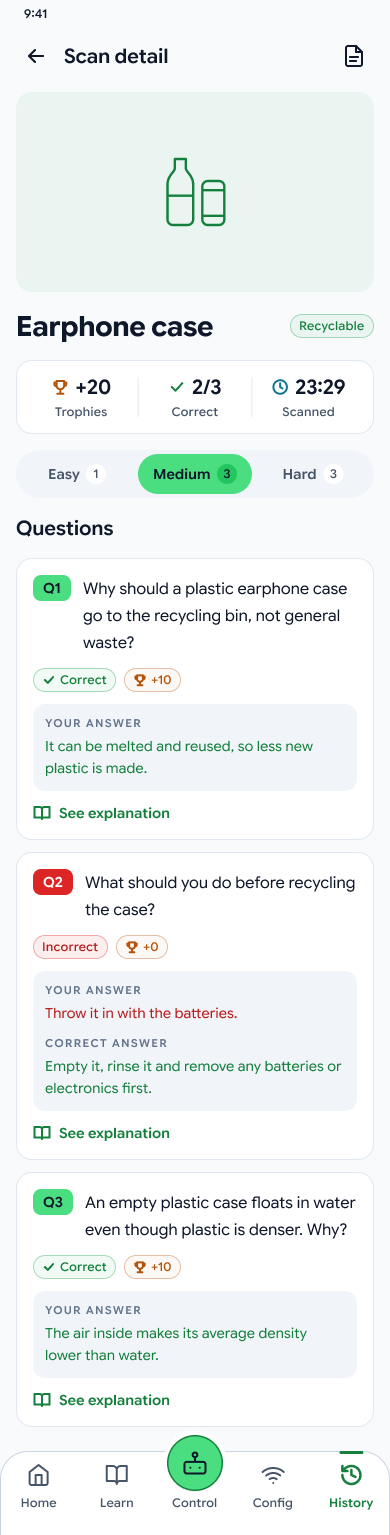 9:41
Scan detail
Earphone case
Recyclable
+20
2/3
23:29
Trophies
Correct
Scanned
Easy 1
Medium 3
Hard 3
Questions
Q1
Why should a plastic earphone case
go to the recycling bin, not general
waste?
Correct
+10
YOUR ANSWER
It can be melted and reused, so less new
plastic is made.
See explanation
Q2
What should you do before recycling
the case?
Incorrect
+0
YOUR ANSWER
Throw it in with the batteries.
CORRECT ANSWER
Empty it, rinse it and remove any batteries or
electronics first.
See explanation
Q3
An empty plastic case floats in water
even though plastic is denser. Why?
Correct
+10
YOUR ANSWER
The air inside makes its average density
lower than water.
See explanation
Home
Learn
Control
Config
History